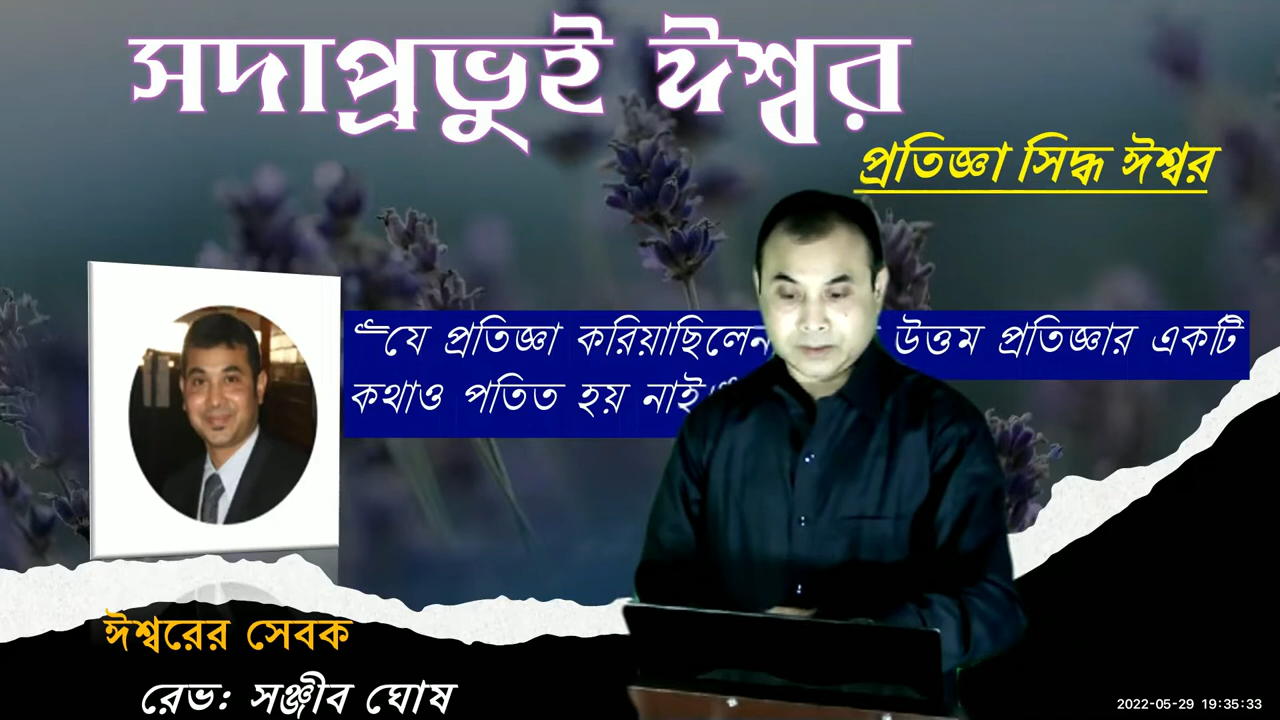 সদাপ্রভুই ঈশ্বর
প্রতিজ্ঞা সিদ্ধ ঈশ্বর
“যে প্রতিজ্ঞা করিয়াছিলেন উত্তম প্রতিজ্ঞার একটি
কথাও পতিত হয় নাই
ঈশ্বরের সেবক
রেভঃ সঞ্জীব ঘোষ
2022-05-29 19:35:33